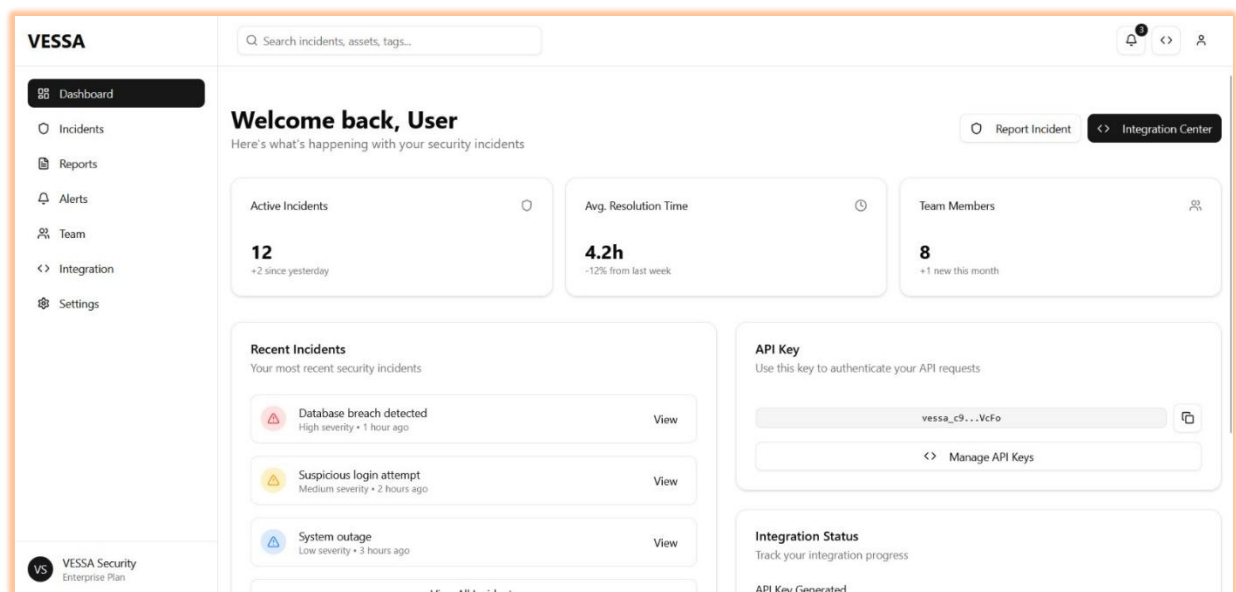 VESSA
Search incidents, assets, tags...
3
Dashboard
Incidents
Reports
Alerts
Team
Integration
Settings
VS
VESSA Security
Enterprise Plan
Welcome back, User
Here's what's happening with your security incidents
Report Incident
Integration Center
Active Incidents
12
+2 since yesterday
Avg. Resolution Time
4.2h
-12% from last week
Team Members
8
+1 new this month
Recent Incidents
Your most recent security incidents
Database breach detected
High severity • 1 hour ago
View
Suspicious login attempt
Medium severity • 2 hours ago
View
System outage
Low severity • 3 hours ago
View
API Key
Use this key to authenticate your API requests
vessa_c9...VcFo
Manage API Keys
Integration Status
Track your integration progress
API Key Generated